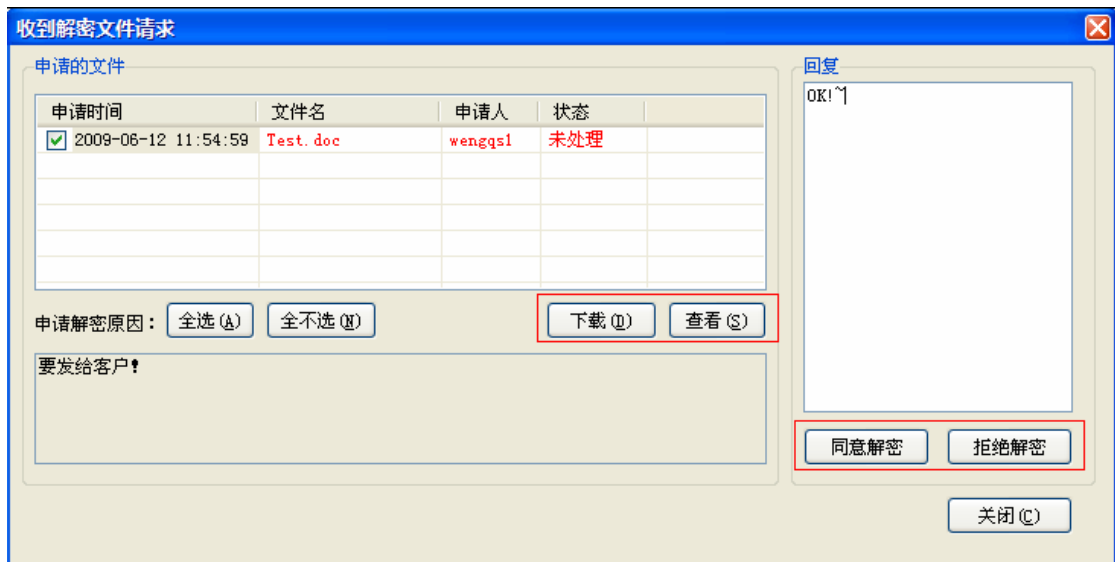 收到解密文件请求
申请的文件
申请时间 文件名 申请人 状态
2009-06-12 11:54:59 Test.doc wengqs1 未处理
申请解密原因： 全选(A) 全不选(N) 下载(D) 查看(S)
要发给客户！
回复
OK!~
同意解密 拒绝解密
关闭(C)